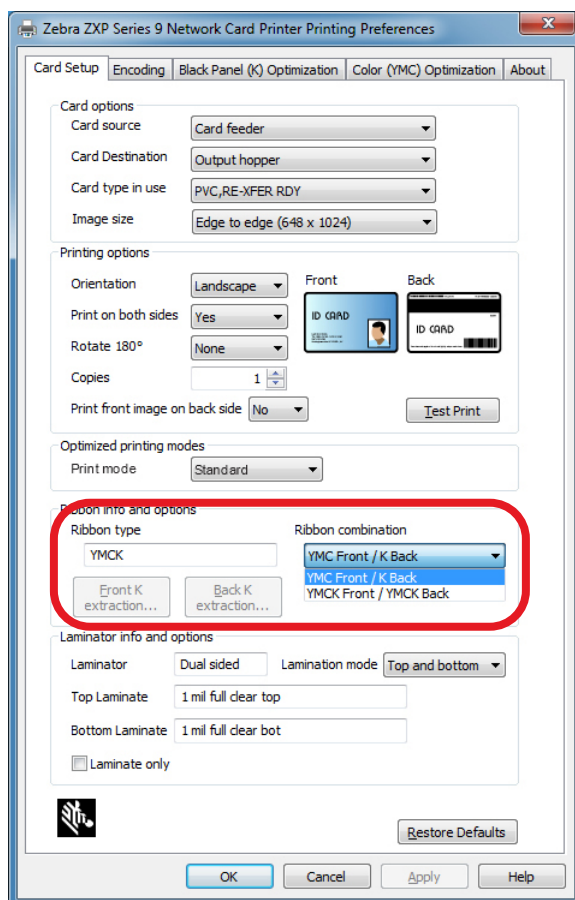 Zebra ZXP Series 9 Network Card Printer Printing Preferences
Card Setup Encoding Black Panel (K) Optimization Color (YMC) Optimization About
Card options
Card source Card feeder
Card Destination Output hopper
Card type in use PVC,RE-XFER RDY
Image size Edge to edge (648 x 1024)
Printing options
Orientation Landscape Front Back
Print on both sides Yes
ID CARD ID CARD
Rotate 180° None
Copies 1
Print front image on back side No Test Print
Optimized printing modes
Print mode Standard
Ribbon info and options
Ribbon type Ribbon combination
YMCK YMC Front / K Back
YMC Front / K Back
YMCK Front / YMCK Back
Front K extraction... Back K extraction...
Laminator info and options
Laminator Dual sided Lamination mode Top and bottom
Top Laminate 1 mil full clear top
Bottom Laminate 1 mil full clear bot
Laminate only
Restore Defaults
OK Cancel Apply Help